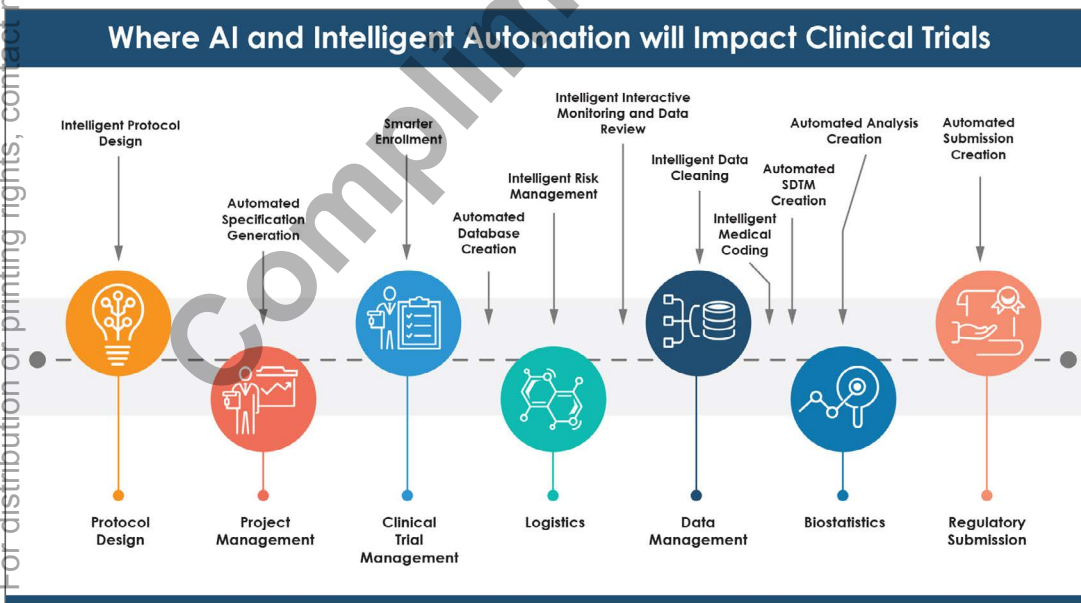 Where AI and Intelligent Automation will Impact Clinical Trials
Intelligent Protocol
Design
Automated
Specification
Generation
Smarter
Enrollment
Automated
Database
Creation
Intelligent Risk
Management
Intelligent Interactive
Monitoring and Data
Review
Intelligent Data
Cleaning
Intelligent
Medical
Coding
Automated
SDTM
Creation
Automated Analysis
Creation
Automated
Submission
Creation
Protocol
Design
Project
Management
Clinical
Trial
Management
Logistics
Data
Management
Biostatistics
Regulatory
Submission
For distribution or printing rights, contact